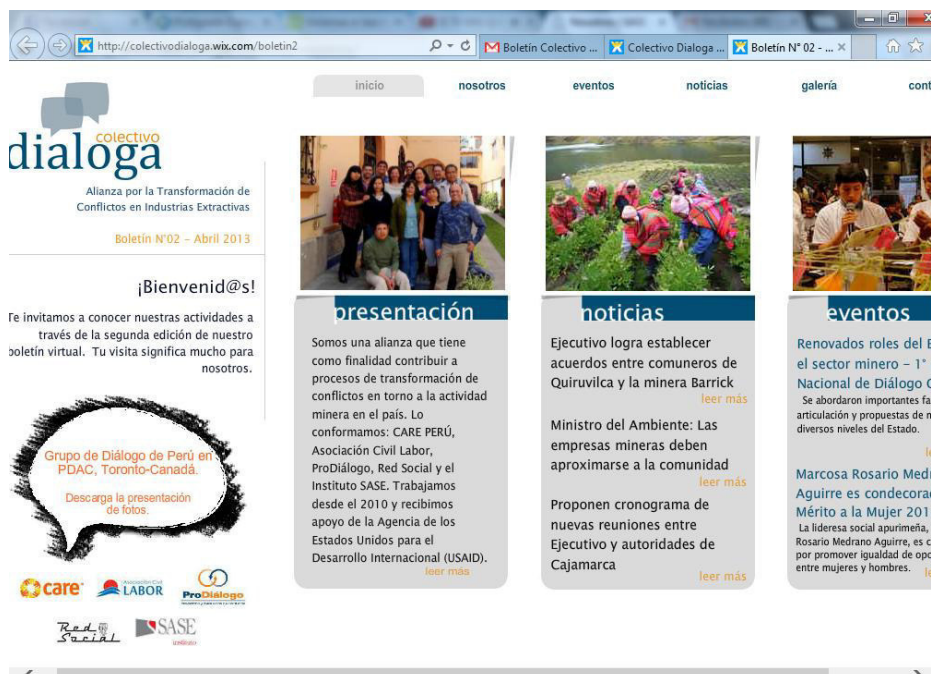 http://colectivodialoga.wix.com/boletin2
Boletín Colectivo ...
Colectivo Dialoga ...
Boletín N° 02 - ...
inicio
nosotros
eventos
noticias
galería
cont
colectivo
dialoga
Alianza por la Transformación de
Conflictos en Industrias Extractivas
Boletín N°02 – Abril 2013
¡Bienvenid@s!
Te invitamos a conocer nuestras actividades a
través de la segunda edición de nuestro
boletín virtual. Tu visita significa mucho para
nosotros.
Grupo de Diálogo de Perú en
PDAC, Toronto-Canadá.
Descarga la presentación
de fotos.
care
Asociación Civil
LABOR
ProDiálogo
Red
Social
SASE
instituto
presentación
Somos una alianza que tiene
como finalidad contribuir a
procesos de transformación de
conflictos en torno a la actividad
minera en el país. Lo
conformamos: CARE PERÚ,
Asociación Civil Labor,
ProDiálogo, Red Social y el
Instituto SASE. Trabajamos
desde el 2010 y recibimos
apoyo de la Agencia de los
Estados Unidos para el
Desarrollo Internacional (USAID).
leer más
noticias
Ejecutivo logra establecer
acuerdos entre comuneros de
Quiruvilca y la minera Barrick
leer más
Ministro del Ambiente: Las
empresas mineras deben
aproximarse a la comunidad
leer más
Proponen cronograma de
nuevas reuniones entre
Ejecutivo y autoridades de
Cajamarca
leer más
eventos
Renovados roles del E
el sector minero – 1°
Nacional de Diálogo
Se abordaron importantes fa
articulación y propuestas de
diversos niveles del Estado.
le
Marcosa Rosario Medr
Aguirre es condecora
Mérito a la Mujer 201
La lideresa social apurimeña,
Rosario Medrano Aguirre, es c
por promover igualdad de opo
entre mujeres y hombres.
le